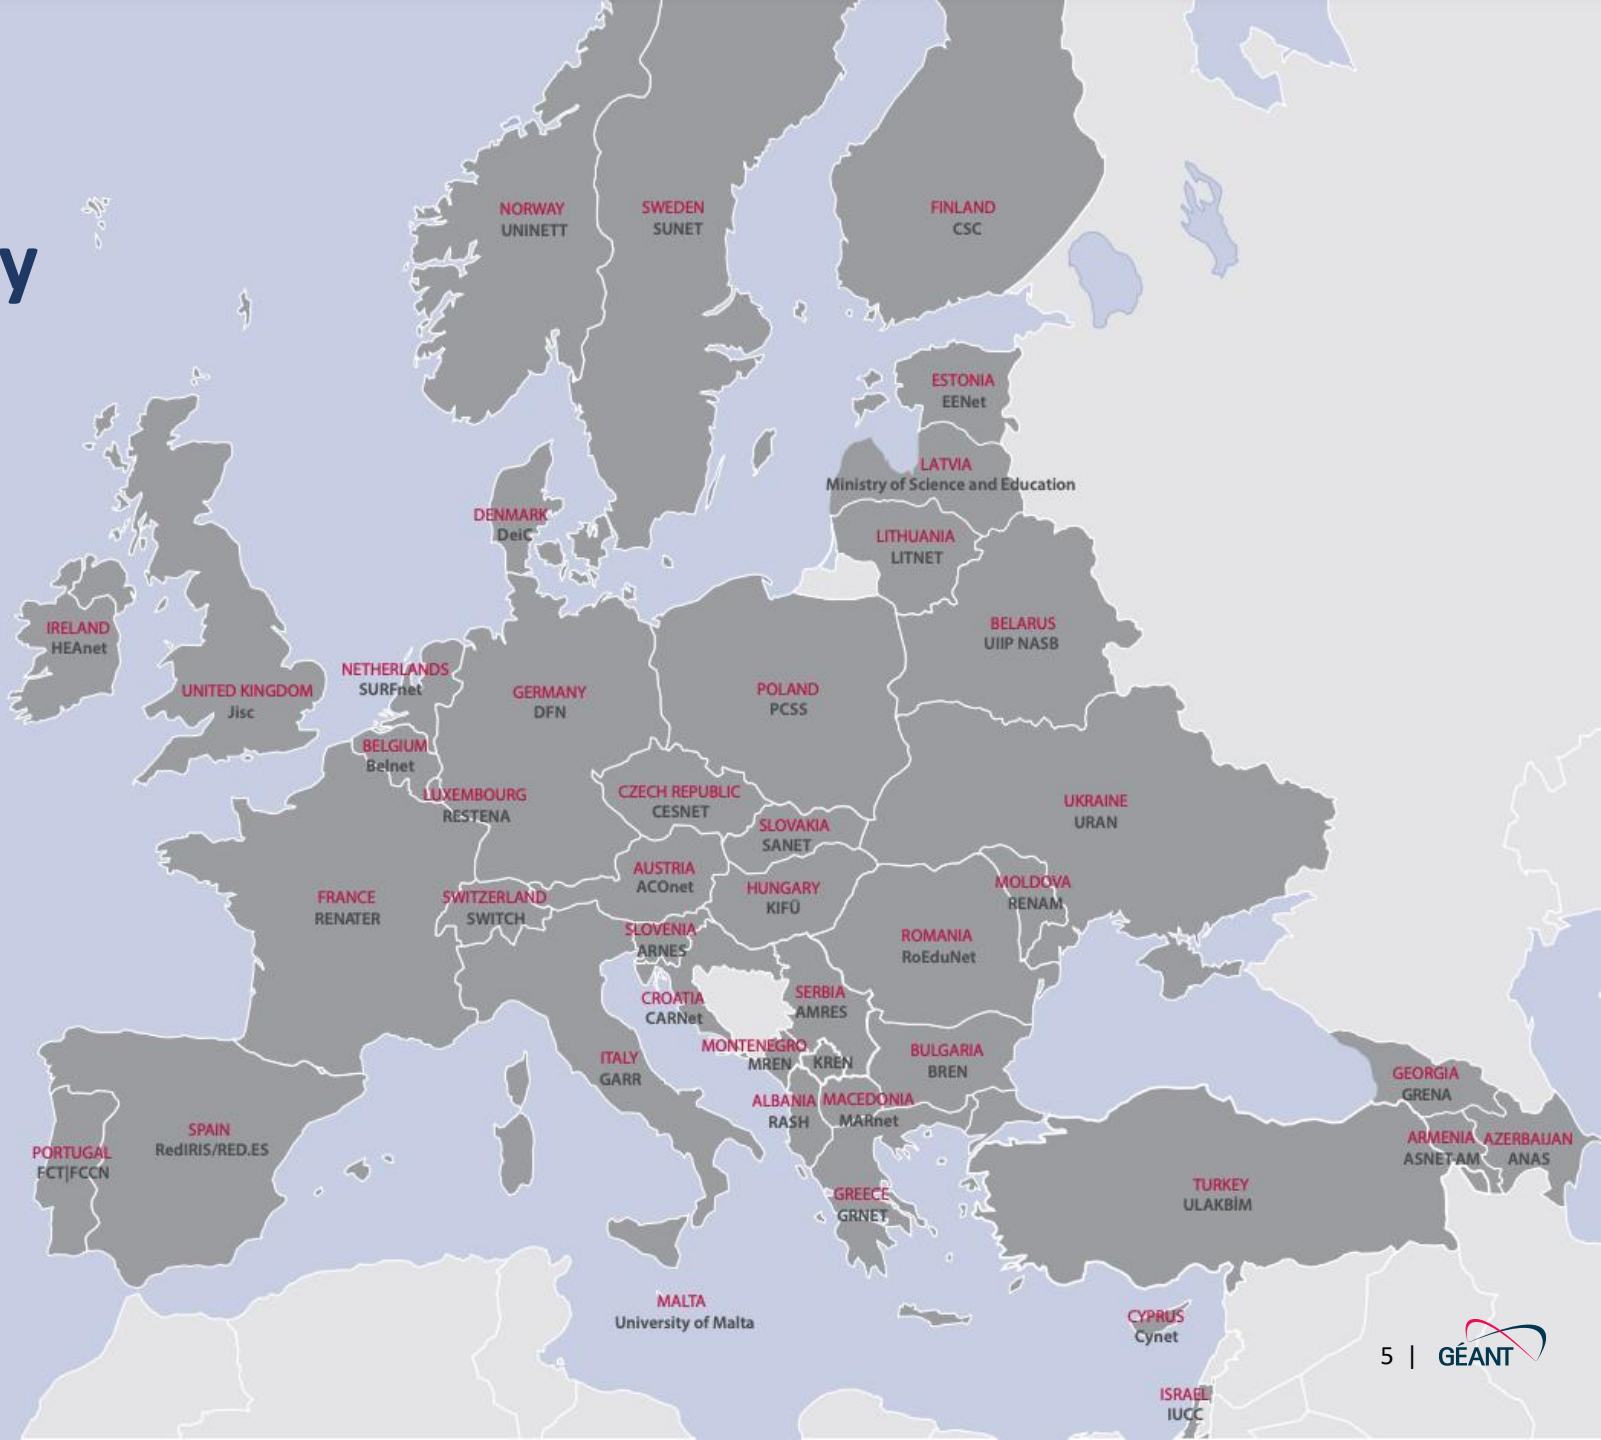 NORWAY
UNINETT
SWEDEN
SUNET
FINLAND
CSC
y
ESTONIA
EENet
LATVIA
Ministry of Science and Education
DENMARK
DeiC
LITHUANIA
LITNET
IRELAND
HEAnet
BELARUS
UIIP NASB
NETHERLANDS
SURFnet
UNITED KINGDOM
Jisc
GERMANY
DFN
POLAND
PCSS
BELGIUM
Belnet
LUXEMBOURG
RESTENA
CZECH REPUBLIC
CESNET
SLOVAKIA
SANET
UKRAINE
URAN
AUSTRIA
ACOnet
FRANCE
RENATER
SWITZERLAND
SWITCH
HUNGARY
KIFÜ
MOLDOVA
RENAM
SLOVENIA
ARNES
ROMANIA
RoEduNet
CROATIA
CARNet
SERBIA
AMRES
MONTENEGRO
MREN
KREN
ITALY
GARR
BULGARIA
BREN
GEORGIA
GRENA
ALBANIA
RASH
MACEDONIA
MARnet
SPAIN
RedIRIS/RED.ES
PORTUGAL
FCT|FCCN
ARMENIA
ASNET-AM
AZERBAIJAN
ANAS
GREECE
GRNET
TURKEY
ULAKBİM
MALTA
University of Malta
CYPRUS
Cynet
5 |
GÉANT
ISRAEL
IUCC